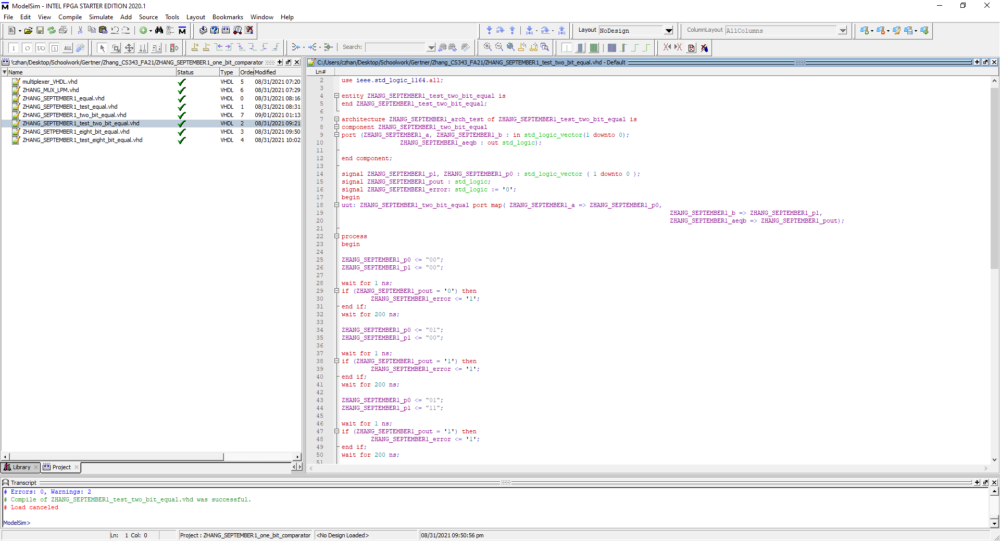 ModelSim - INTEL FPGA STARTER EDITION 2020.1
File Edit View Compile Simulate Add Source Tools Layout Bookmarks Window Help
Layout NoDesign
ColumnLayout AllColumns
Search:
/czhan/Desktop/Schoolwork/Gertner/Zhang_CS343_FA21/ZHANG_SEPTEMBER1_one_bit_comparator
Name Status Type Order Modified
multiplexer_VHDL.vhd VHDL 5 08/31/2021 07:20
ZHANG_MUX_LPM.vhd VHDL 6 08/31/2021 07:29
ZHANG_SEPTEMBER1_equal.vhd VHDL 0 08/31/2021 08:16
ZHANG_SEPTEMBER1_test_equal.vhd VHDL 1 08/31/2021 08:31
ZHANG_SEPTEMBER1_two_bit_equal.vhd VHDL 7 09/01/2021 01:13
ZHANG_SEPTEMBER1_test_two_bit_equal.vhd VHDL 2 08/31/2021 09:21
ZHANG_SETPEMBER1_eight_bit_equal.vhd VHDL 3 08/31/2021 09:50
ZHANG_SEPTEMBER1_test_eight_bit_equal.vhd VHDL 4 08/31/2021 10:02
Library Project
C:/Users/czhan/Desktop/Schoolwork/Gertner/Zhang_CS343_FA21/ZHANG_SEPTEMBER1_test_two_bit_equal.vhd - Default
Ln#
2 use ieee.std_logic_1164.all;
3
4 entity ZHANG_SEPTEMBER1_test_two_bit_equal is
5 end ZHANG_SEPTEMBER1_test_two_bit_equal;
6
7 architecture ZHANG_SEPTEMBER1_arch_test of ZHANG_SEPTEMBER1_test_two_bit_equal is
8 component ZHANG_SEPTEMBER1_two_bit_equal
9 port (ZHANG_SEPTEMBER1_a, ZHANG_SEPTEMBER1_b : in std_logic_vector(1 downto 0);
10 ZHANG_SEPTEMBER1_aeqb : out std_logic);
11
12 end component;
13
14 signal ZHANG_SEPTEMBER1_p1, ZHANG_SEPTEMBER1_p0 : std_logic_vector ( 1 downto 0 );
15 signal ZHANG_SEPTEMBER1_pout : std_logic;
16 signal ZHANG_SEPTEMBER1_error: std_logic := '0';
17 begin
18 uut: ZHANG_SEPTEMBER1_two_bit_equal port map( ZHANG_SEPTEMBER1_a => ZHANG_SEPTEMBER1_p0,
19 ZHANG_SEPTEMBER1_b => ZHANG_SEPTEMBER1_p1,
20 ZHANG_SEPTEMBER1_aeqb => ZHANG_SEPTEMBER1_pout);
21
22 process
23 begin
24
25 ZHANG_SEPTEMBER1_p0 <= "00";
26 ZHANG_SEPTEMBER1_p1 <= "00";
27
28 wait for 1 ns;
29 if (ZHANG_SEPTEMBER1_pout = '0') then
30 ZHANG_SEPTEMBER1_error <= '1';
31 end if;
32 wait for 200 ns;
33
34 ZHANG_SEPTEMBER1_p0 <= "01";
35 ZHANG_SEPTEMBER1_p1 <= "00";
36
37 wait for 1 ns;
38 if (ZHANG_SEPTEMBER1_pout = '1') then
39 ZHANG_SEPTEMBER1_error <= '1';
40 end if;
41 wait for 200 ns;
42
43 ZHANG_SEPTEMBER1_p0 <= "01";
44 ZHANG_SEPTEMBER1_p1 <= "11";
45
46 wait for 1 ns;
47 if (ZHANG_SEPTEMBER1_pout = '1') then
48 ZHANG_SEPTEMBER1_error <= '1';
49 end if;
50 wait for 200 ns;
51
Transcript
# Errors: 0, Warnings: 2
# Compile of ZHANG_SEPTEMBER1_test_two_bit_equal.vhd was successful.
# Load canceled
ModelSim>
Ln: 1 Col: 0 Project : ZHANG_SEPTEMBER1_one_bit_comparator <No Design Loaded> 08/31/2021 09:50:56 pm